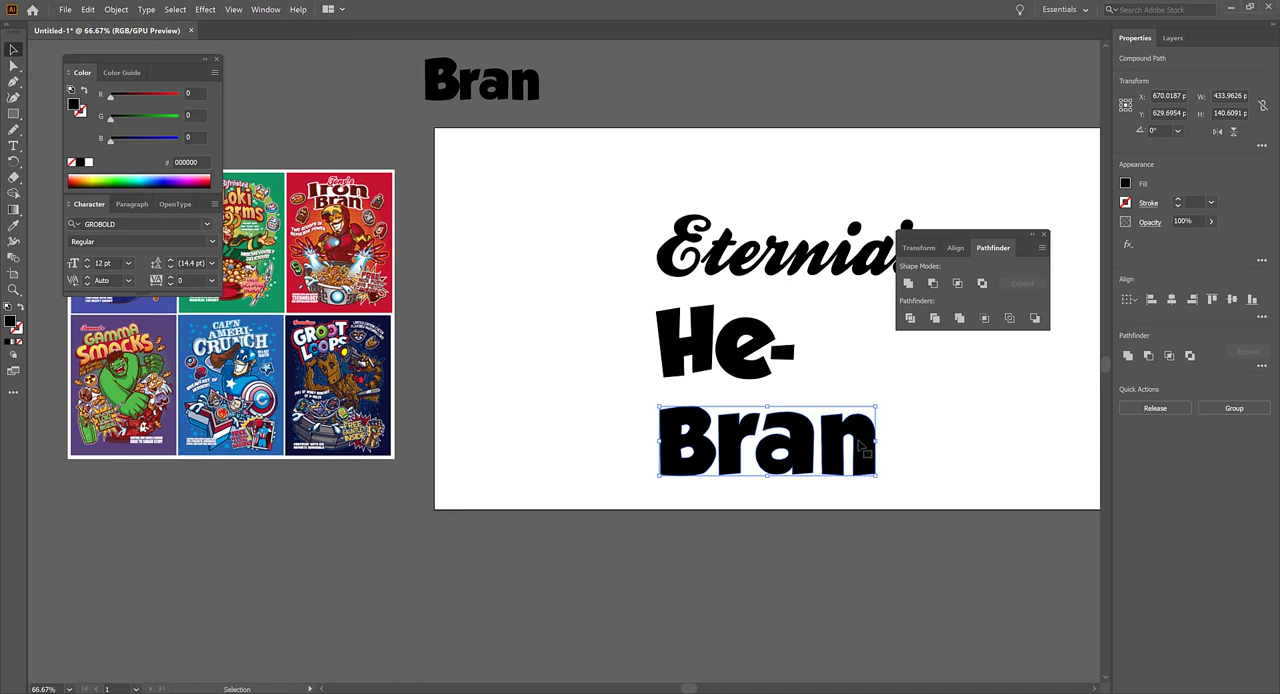 Ai File Edit Object Type Select Effect View Window Help Essentials Search Adobe Stock
Untitled-1* @ 66.67% (RGB/GPU Preview) ×
Color Color Guide
R 0
G 0
B 0
# 000000
Character Paragraph OpenType
GROBOLD
Regular
12 pt (14.4 pt)
Auto 0
Loki
Charms
Tony's
Iron
Bran
Gamma
Smacks
Cap'n
Ameri
Crunch
Groot
Loops
Bran
Eternia
He-
Bran
Transform Align Pathfinder
Shape Modes:
Expand
Pathfinders:
Properties Layers
Compound Path
Transform
X: 670.0187 p W: 433.9626 p
Y: 629.6954 p H: 140.6091 p
0°
Appearance
Fill
Stroke
Opacity 100%
fx.
Align
Pathfinder
Expand
Quick Actions
Release Group
66.67% 1 Selection